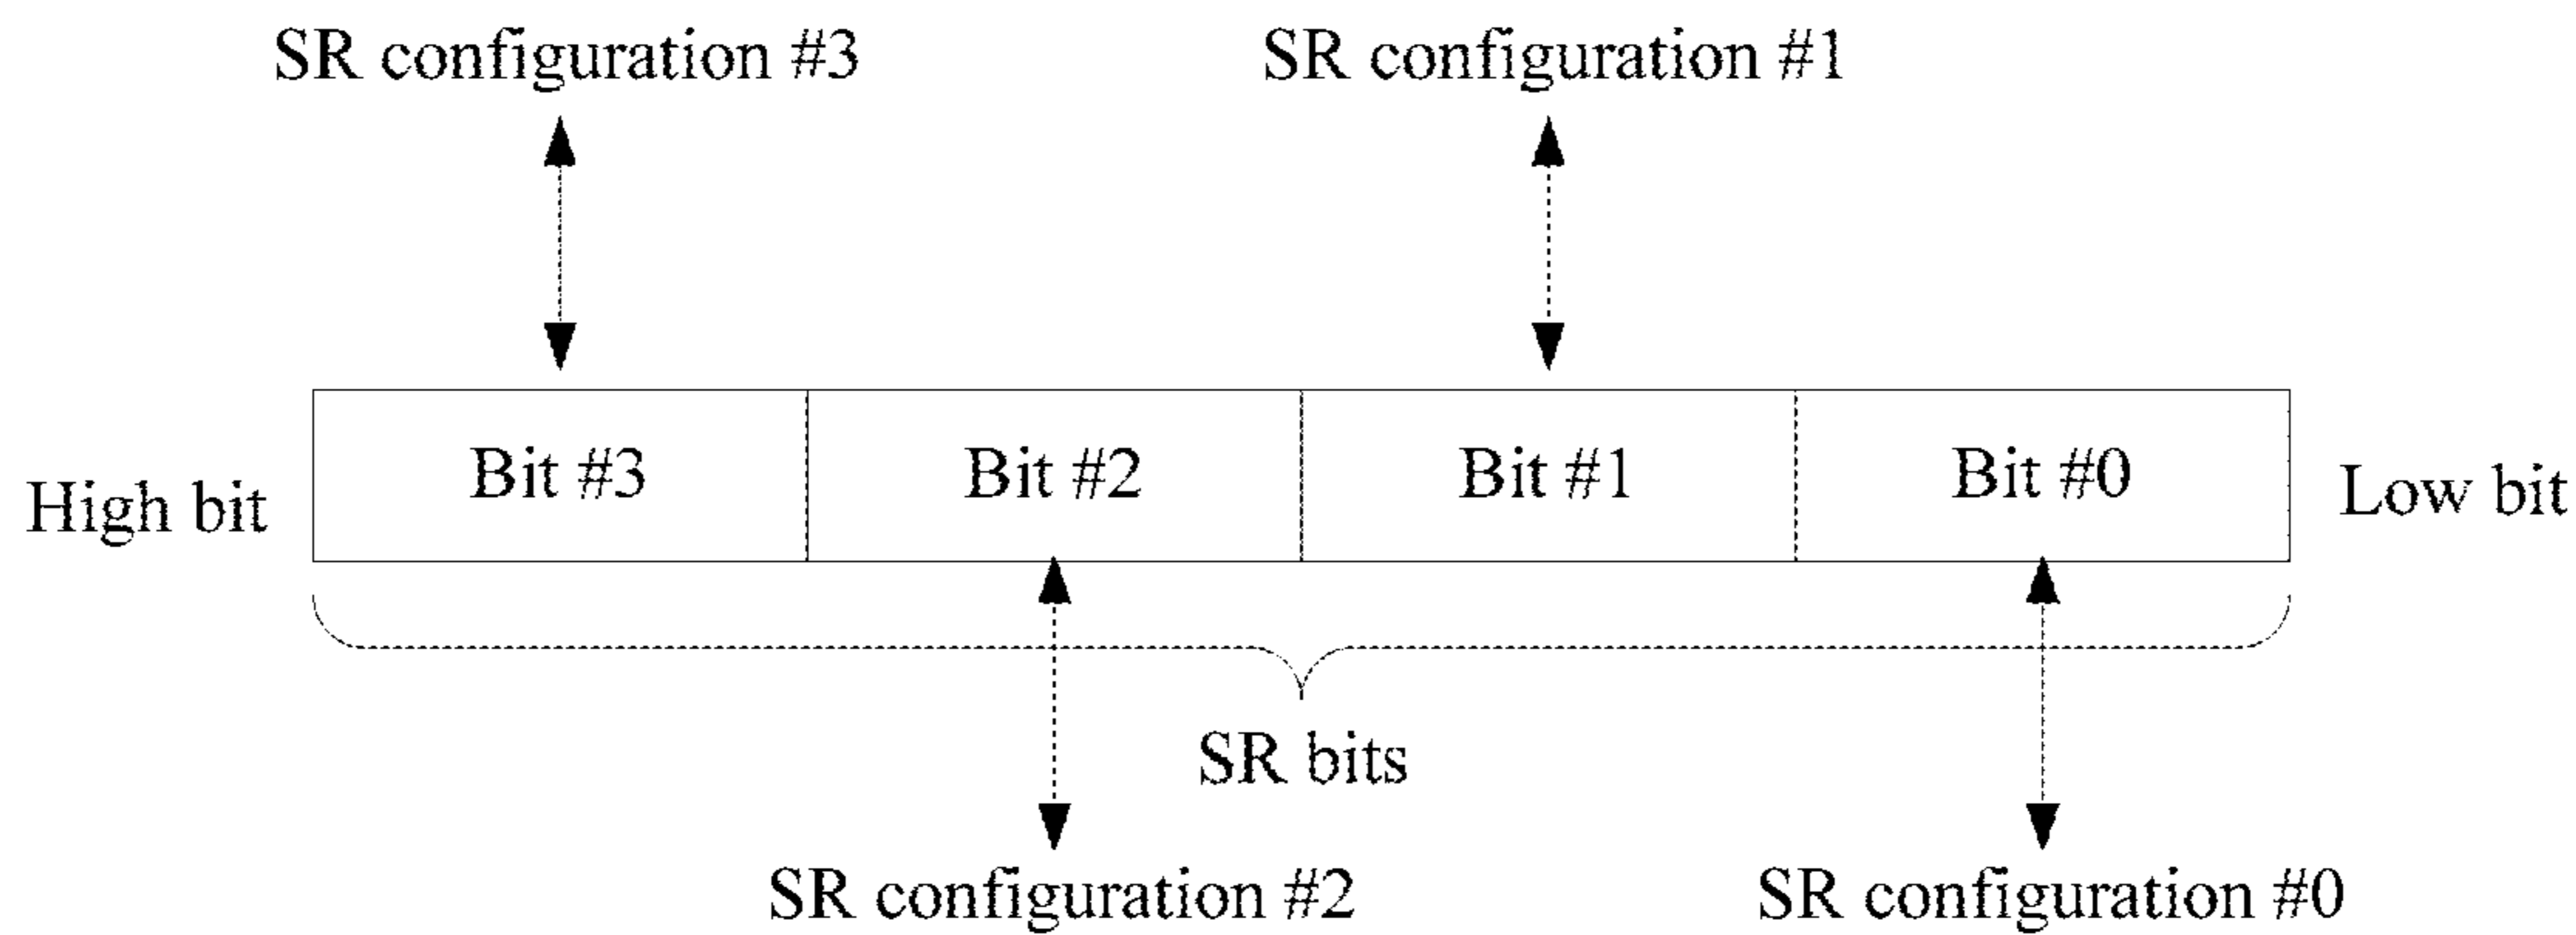 SR configuration #3
SR configuration #1
High bit
Bit #3
Bit #2
Bit #1
Bit #0
Low bit
SR bits
SR configuration #2
SR configuration #0